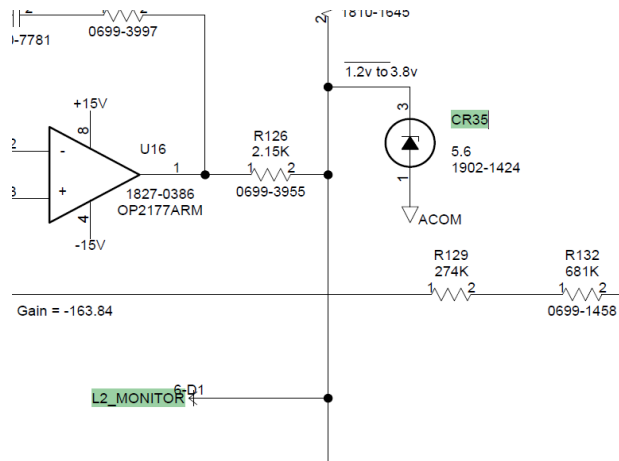 2
1810-1645
)-7781
0699-3997
1.2v to 3.8v
+15V
8
3
CR35
R126
2.15K
U16
5.6
1902-1424
2
-
1
1
2
1
3
+
1827-0386
OP2177ARM
0699-3955
4
-15V
ACOM
R129
274K
R132
681K
1
2
1
2
0699-1458
Gain = -163.84
6-D1
L2_MONITOR